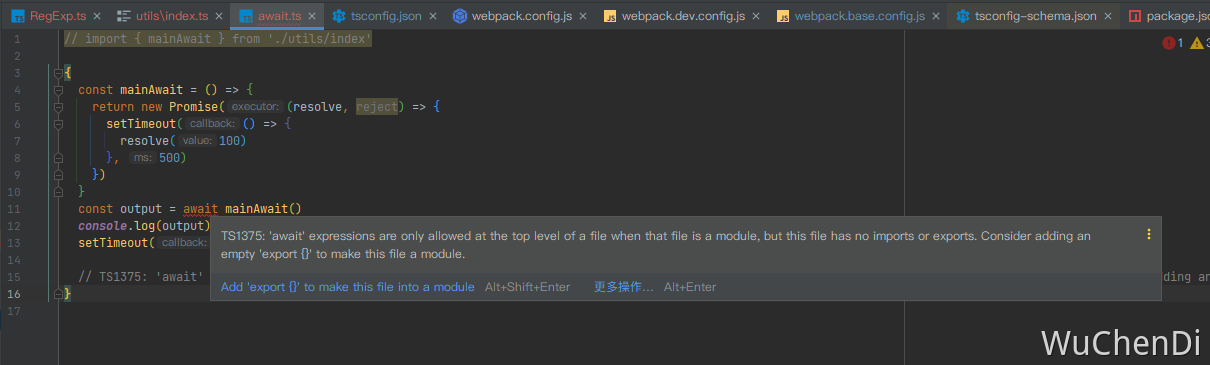 RegExp.ts × utils\index.ts × await.ts × tsconfig.json × webpack.config.js × webpack.dev.config.js × webpack.base.config.js × tsconfig-schema.json × package.jso
1 // import { mainAwait } from './utils/index' 1 3
2
3 {
4 const mainAwait = () => {
5 return new Promise( executor: (resolve, reject) => {
6 setTimeout( callback: () => {
7 resolve( value: 100)
8 }, ms: 500)
9 })
10 }
11 const output = await mainAwait()
12 console.log(output)
13 setTimeout( callback:
TS1375: 'await' expressions are only allowed at the top level of a file when that file is a module, but this file has no imports or exports. Consider adding an
empty 'export {}' to make this file a module.
14
15 // TS1375: 'await' ding an
Add 'export {}' to make this file into a module Alt+Shift+Enter 更多操作... Alt+Enter
16 }
17
WuChenDi